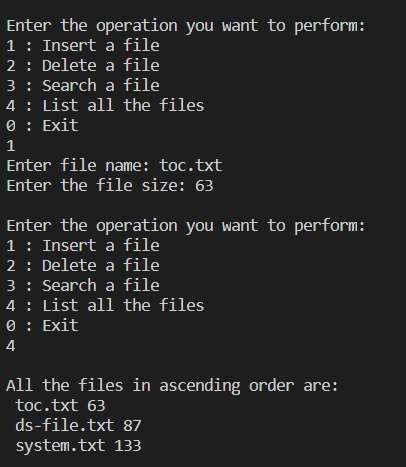 Enter the operation you want to perform:
1 : Insert a file
2 : Delete a file
3 : Search a file
4 : List all the files
0 : Exit
1
Enter file name: toc.txt
Enter the file size: 63

Enter the operation you want to perform:
1 : Insert a file
2 : Delete a file
3 : Search a file
4 : List all the files
0 : Exit
4

All the files in ascending order are:
 toc.txt 63
 ds-file.txt 87
 system.txt 133